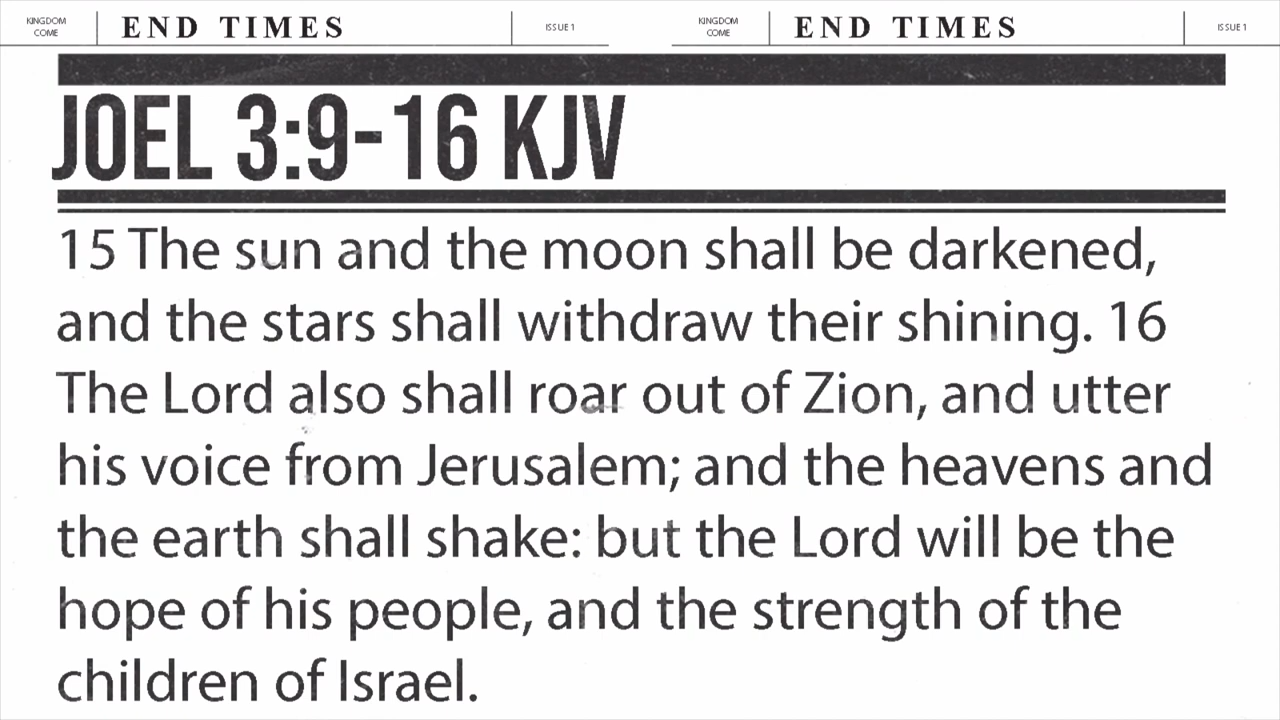 KINGDOM
COME
END TIMES
ISSUE 1
KINGDOM
COME
END TIMES
ISSUE 1
JOEL 3:9-16 KJV
15 The sun and the moon shall be darkened,
and the stars shall withdraw their shining. 16
The Lord also shall roar out of Zion, and utter
his voice from Jerusalem; and the heavens and
the earth shall shake: but the Lord will be the
hope of his people, and the strength of the
children of Israel.